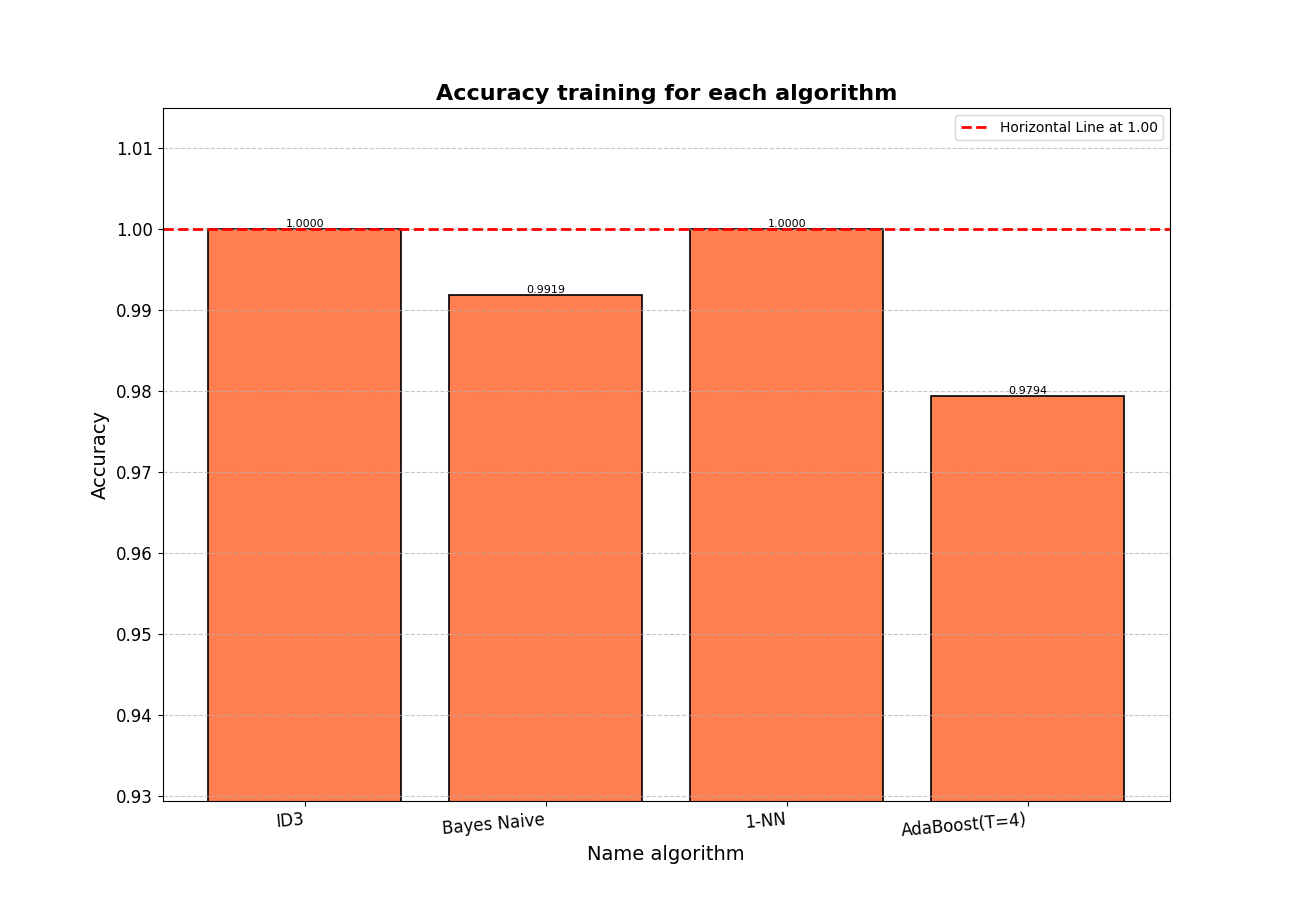 Accuracy training for each algorithm
Horizontal Line at 1.00
1.01
1.00
0.99
0.98
0.97
0.96
0.95
0.94
0.93
Accuracy
1.0000
0.9919
1.0000
0.9794
ID3
Bayes Naive
1-NN
AdaBoost(T=4)
Name algorithm